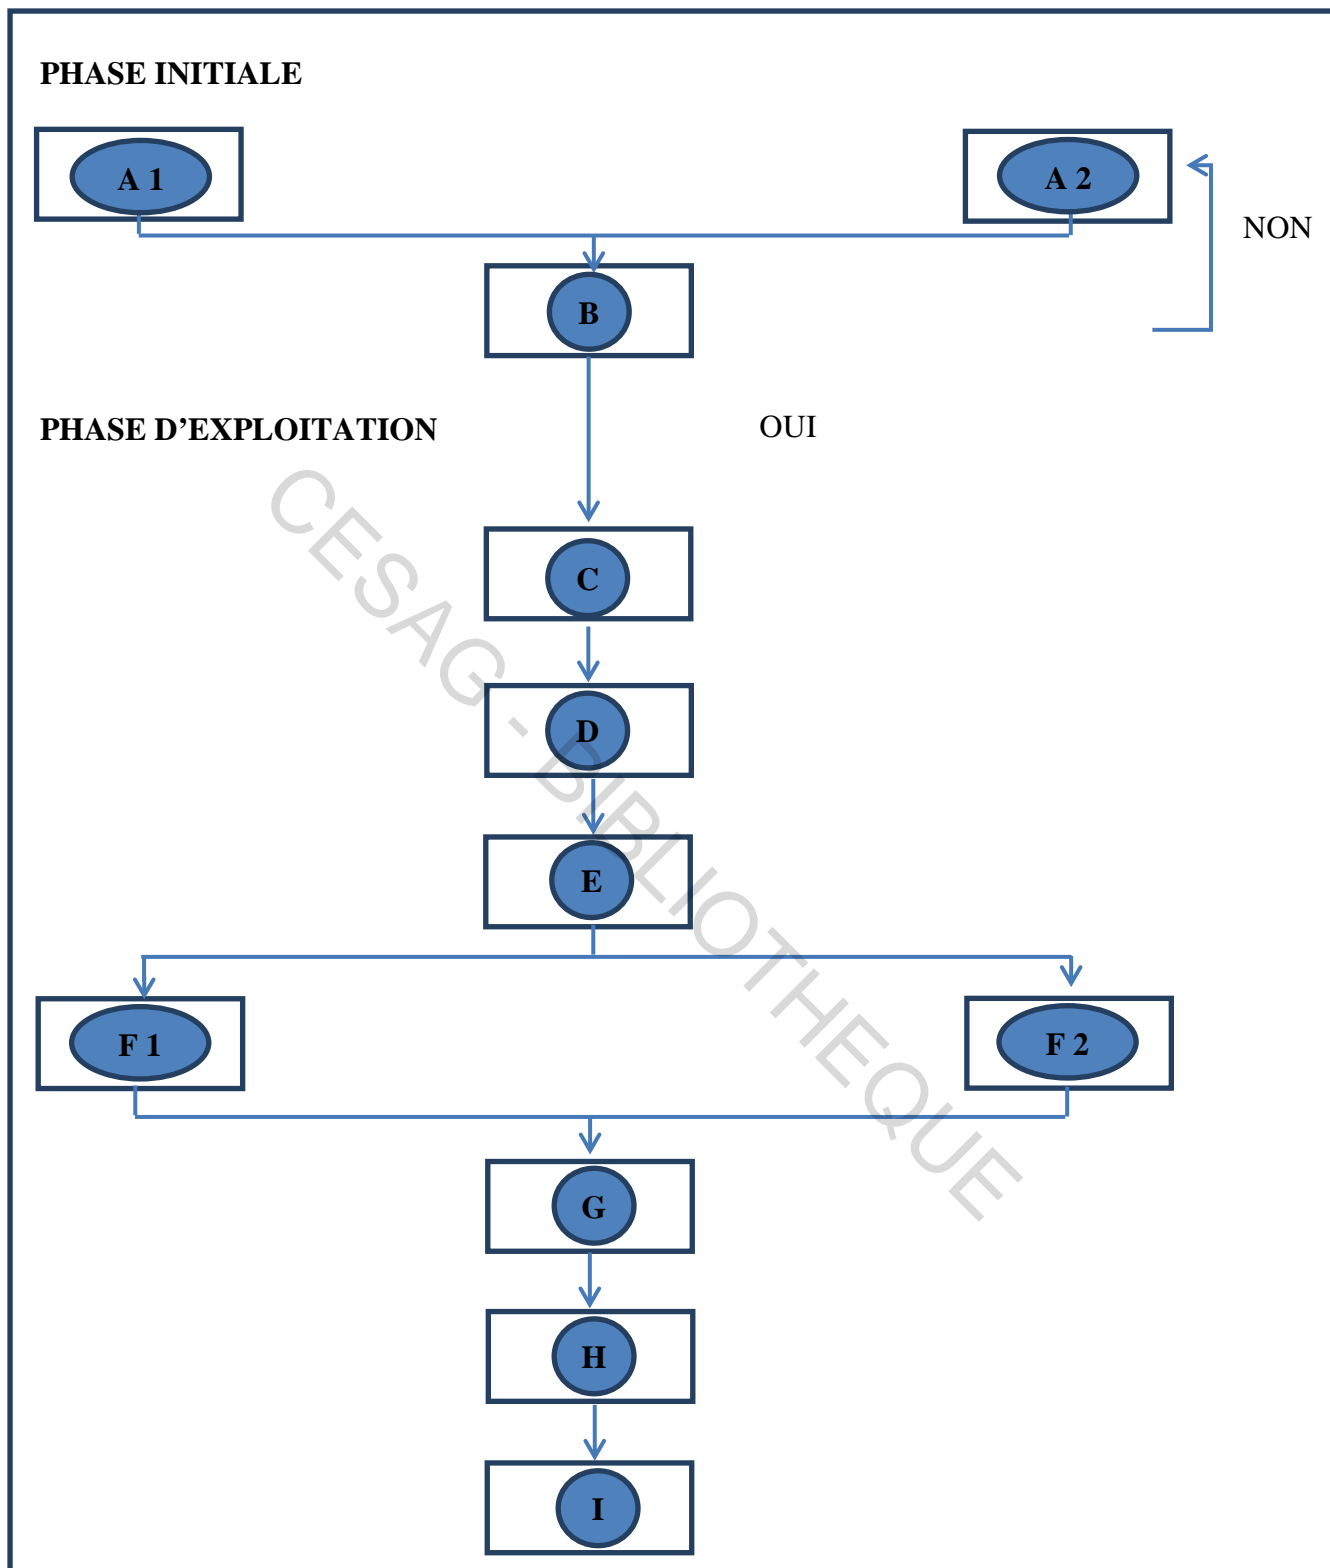 PHASE INITIALE
A 1
A 2
NON
B
PHASE D’EXPLOITATION
OUI
C
D
E
F 1
F 2
G
H
I
CESAG - BIBLIOTHEQUE